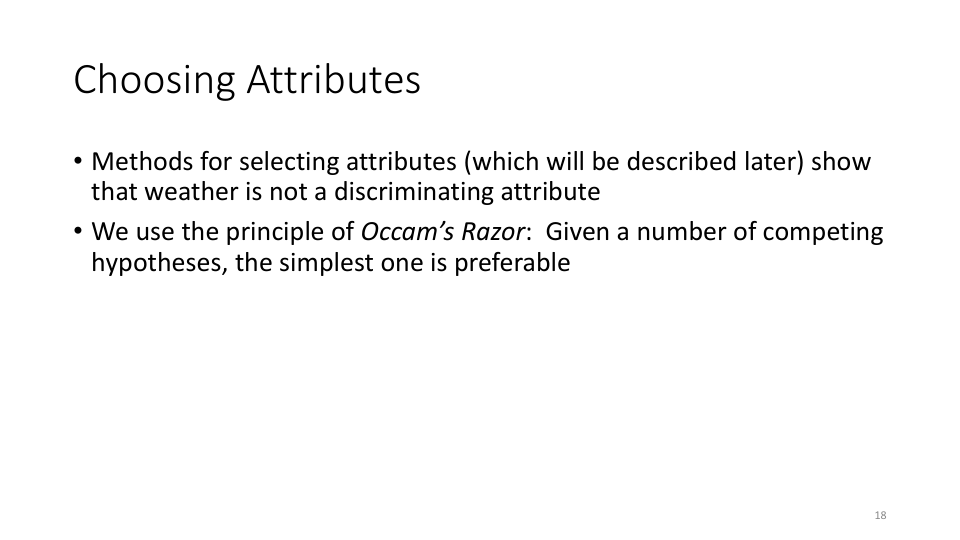 Choosing Attributes
• Methods for selecting attributes (which will be described later) show
that weather is not a discriminating attribute
• We use the principle of Occam’s Razor:  Given a number of competing
hypotheses, the simplest one is preferable
18